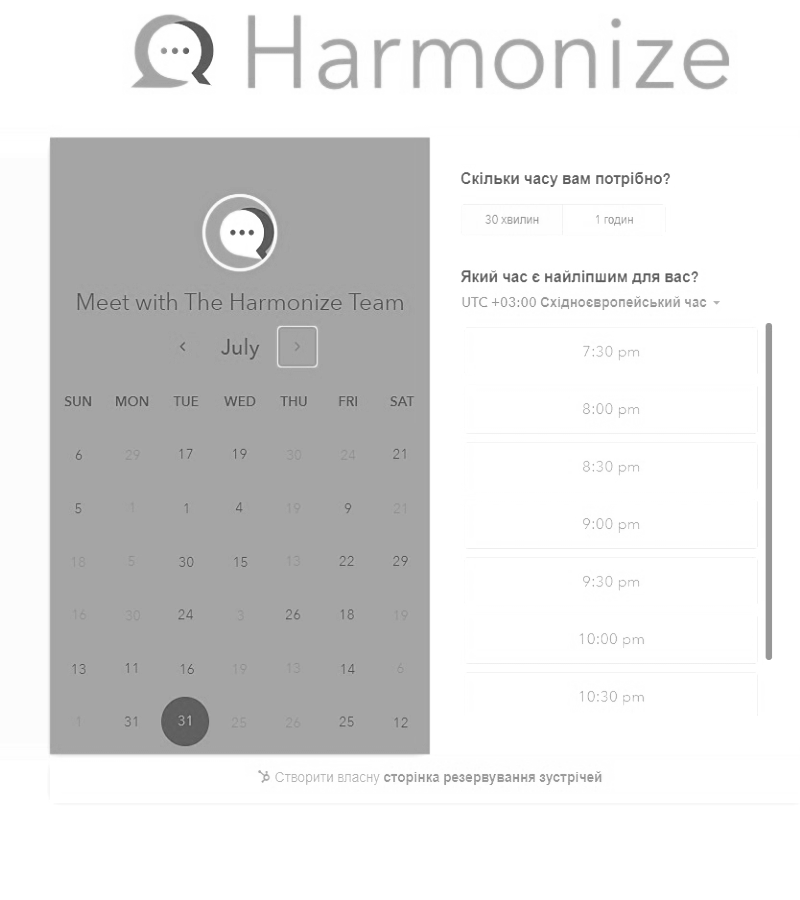 Harmonize
Meet with The Harmonize Team
July
SUN MON TUE WED THU FRI SAT
6 29 17 19 30 24 21
5 1 1 4 19 9 21
18 5 30 15 13 22 29
16 30 24 3 26 18 19
13 11 16 19 13 14 6
1 31 31 25 26 25 12
Скільки часу вам потрібно?
30 хвилин 1 годин
Який час є найліпшим для вас?
UTC +03:00 Східноєвропейський час
7:30 pm
8:00 pm
8:30 pm
9:00 pm
9:30 pm
10:00 pm
10:30 pm
Створити власну сторінка резервування зустрічей